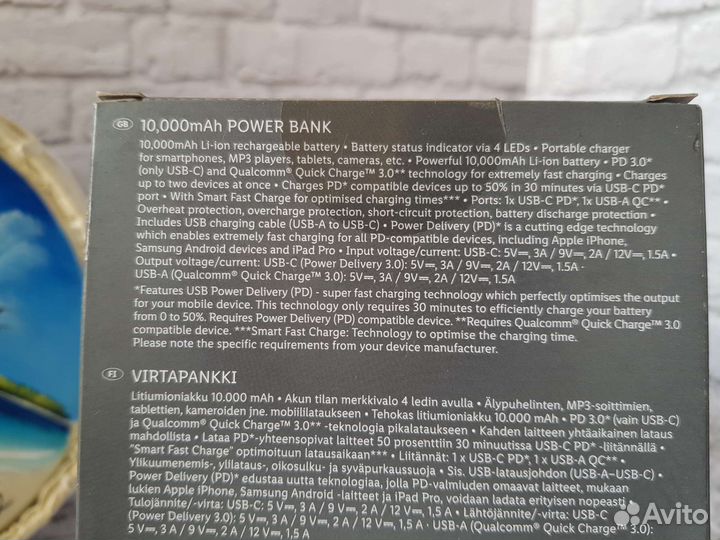 GB 10,000mAh POWER BANK
10,000mAh Li-ion rechargeable battery • Battery status indicator via 4 LEDs • Portable charger
for smartphones, MP3 players, tablets, cameras, etc. • Powerful 10,000mAh Li-ion battery • PD 3.0*
(only USB-C) and Qualcomm® Quick Charge™ 3.0** technology for extremely fast charging • Charges
up to two devices at once • Charges PD* compatible devices up to 50% in 30 minutes via USB-C PD*
port • With Smart Fast Charge for optimised charging times*** • Ports: 1x USB-C PD*, 1x USB-A QC** •
Overheat protection, overcharge protection, short-circuit protection, battery discharge protection •
Includes USB charging cable (USB-A to USB-C) • Power Delivery (PD)* is a cutting edge technology
which enables extremely fast charging for all PD-compatible devices, including Apple iPhone,
Samsung Android devices and iPad Pro • Input voltage/current: USB-C: 5V⎓, 3A / 9V⎓, 2A / 12V⎓, 1.5A •
Output voltage/current: USB-C (Power Delivery 3.0): 5V⎓, 3A / 9V⎓, 2A / 12V⎓, 1.5A ·
USB-A (Qualcomm® Quick Charge™ 3.0): 5V⎓, 3A / 9V⎓, 2A / 12V⎓, 1.5A
*Features USB Power Delivery (PD) - super fast charging technology which perfectly optimises the output
for your mobile device. This technology only requires 30 minutes to efficiently charge your battery
from 0 to 50%. Requires Power Delivery (PD) compatible device. **Requires Qualcomm® Quick Charge™ 3.0
compatible device. ***Smart Fast Charge: Technology to optimise the charging time.
Please note the specific requirements from your device manufacturer.
FI VIRTAPANKKI
Litiumioniakku 10.000 mAh • Akun tilan merkkivalo 4 ledin avulla • Älypuhelinten, MP3-soittimien,
tablettien, kameroiden jne. mobiililataukseen • Tehokas litiumioniakku 10.000 mAh • PD 3.0* (vain USB-C)
ja Qualcomm® Quick Charge™ 3.0** -teknologia pikalataukseen • Kahden laitteen yhtäaikainen lataus
mahdollista • Lataa PD*-yhteensopivat laitteet 50 prosenttiin 30 minuutissa USB-C PD* -liitännällä •
"Smart Fast Charge" optimoituun latausaikaan*** • Liitännät: 1 x USB-C PD*, 1 x USB-A QC** •
Ylikuumenemis-, ylilataus-, oikosulku- ja syväpurkaussuoja • Sis. USB-latausjohdon (USB-A–USB-C) •
Power Delivery (PD)* edustaa uutta teknologiaa, jolla PD-valmiuden omaavat laitteet, mukaan
lukien Apple iPhone, Samsung Android -laitteet ja iPad Pro, voidaan ladata erityisen nopeasti •
Tulojännite/-virta: USB-C: 5 V⎓, 3 A / 9 V⎓, 2 A / 12 V⎓, 1,5 A • Lähtöjännite/-virta: USB-C
(Power Delivery 3.0): 5 V⎓, 3 A / 9 V⎓, 2 A / 12 V⎓, 1,5 A · USB-A (Qualcomm® Quick Charge™ 3.0):
5 V⎓, 3 A / 9 V⎓, 2 A / 12 V⎓, 1,5 A
Avito